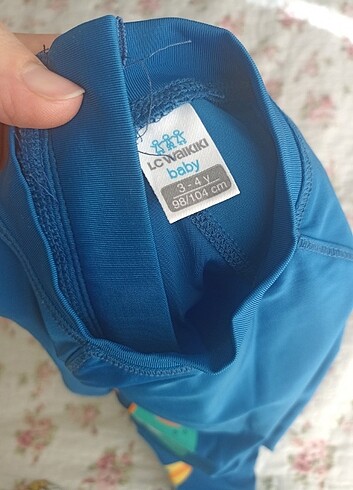 LC WAIKIKI
baby
3 - 4 y
98/104 cm